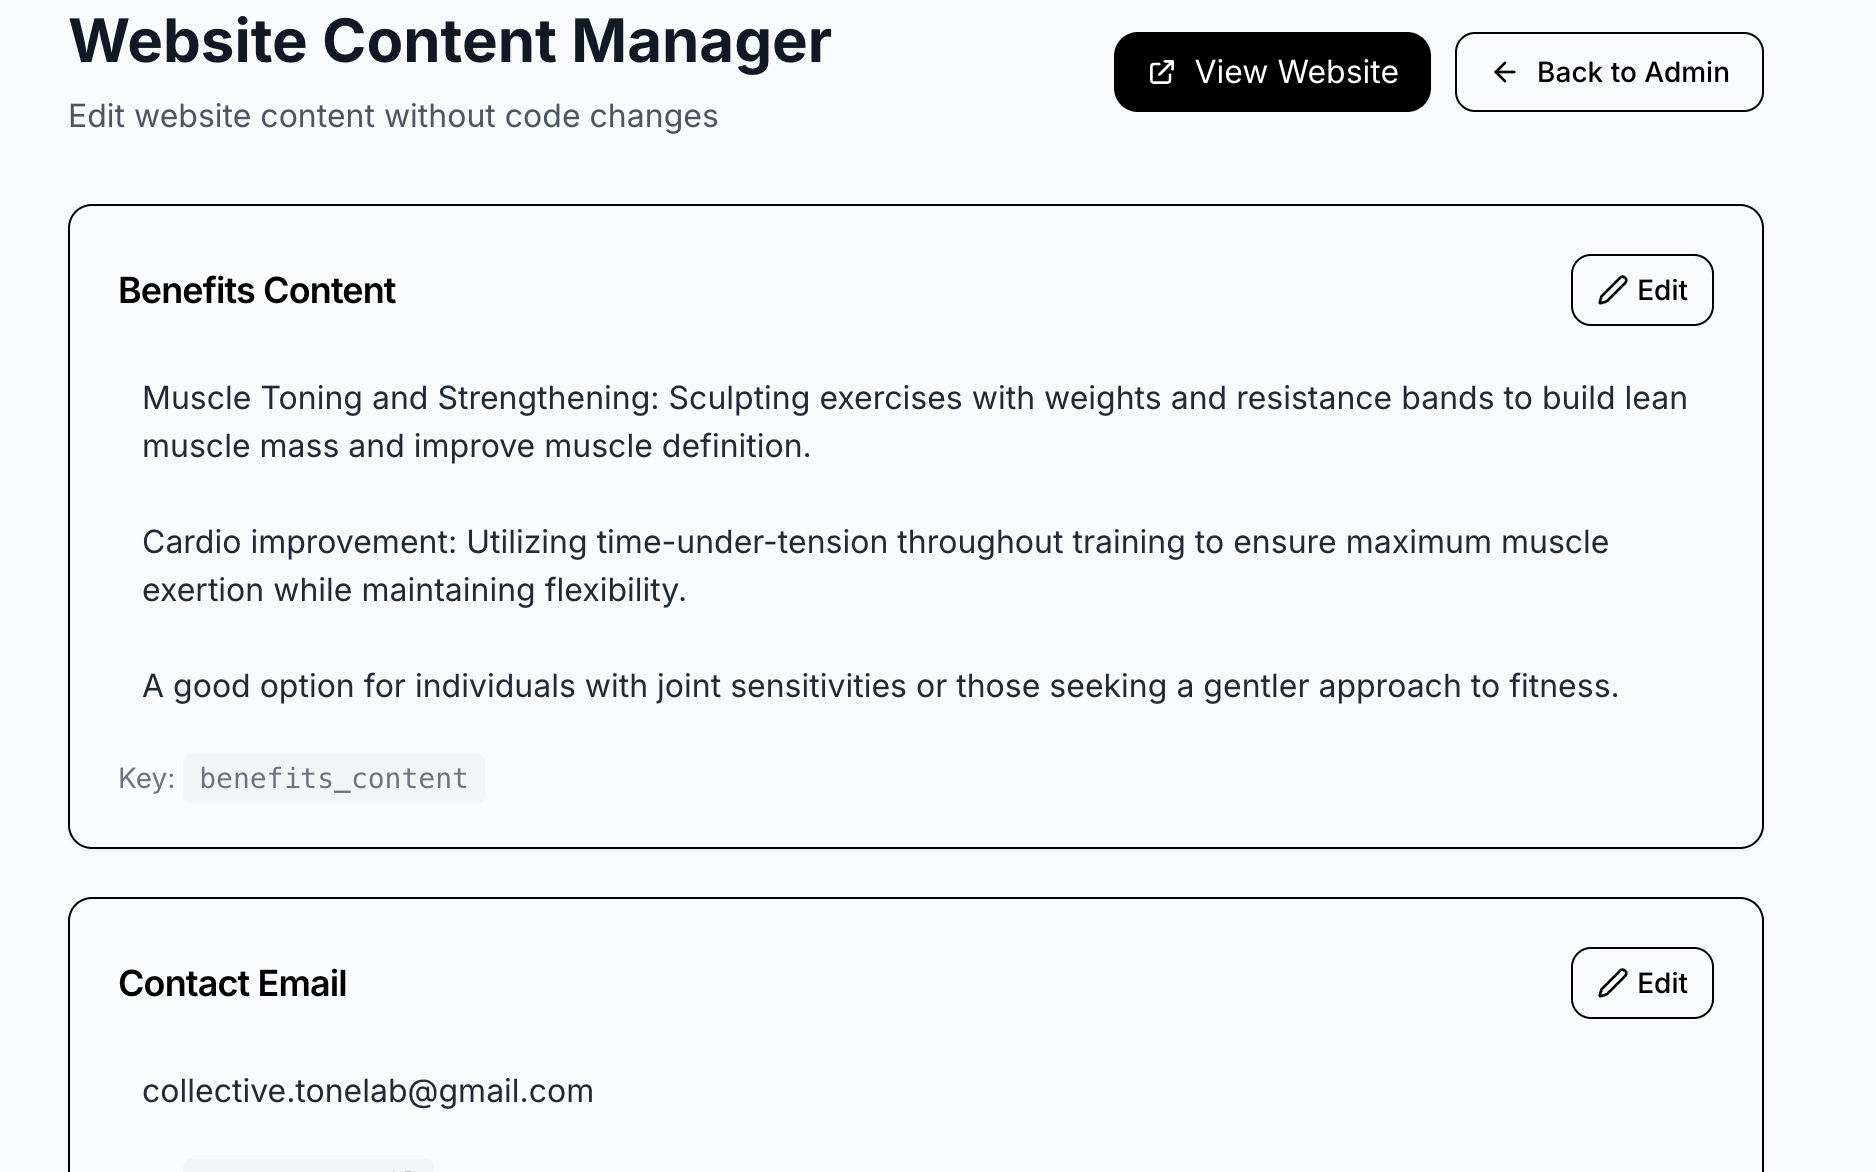 Website Content Manager
Edit website content without code changes
View Website
Back to Admin
Benefits Content
Edit
Muscle Toning and Strengthening: Sculpting exercises with weights and resistance bands to build lean
muscle mass and improve muscle definition.
Cardio improvement: Utilizing time-under-tension throughout training to ensure maximum muscle
exertion while maintaining flexibility.
A good option for individuals with joint sensitivities or those seeking a gentler approach to fitness.
Key: benefits_content
Contact Email
Edit
collective.tonelab@gmail.com